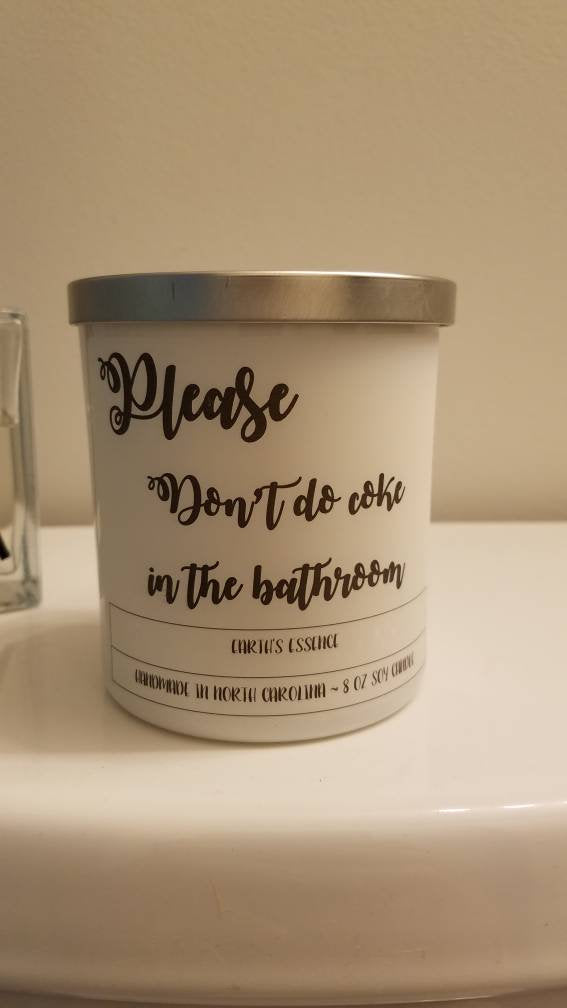 Please
Don't do coke
in the bathroom
EARTH'S ESSENCE
HANDMADE IN NORTH CAROLINA ~ 8 OZ SOY CANDLE